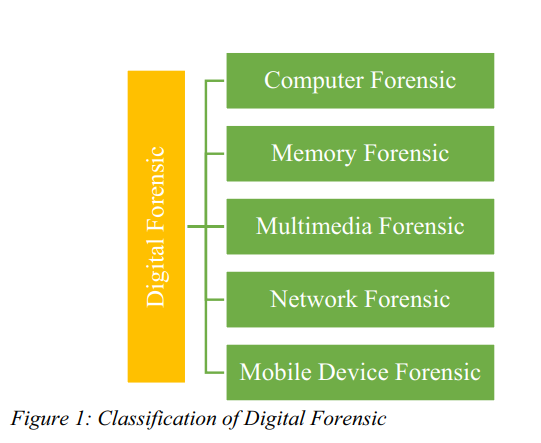 Digital Forensic
Computer Forensic
Memory Forensic
Multimedia Forensic
Network Forensic
Mobile Device Forensic
Figure 1: Classification of Digital Forensic